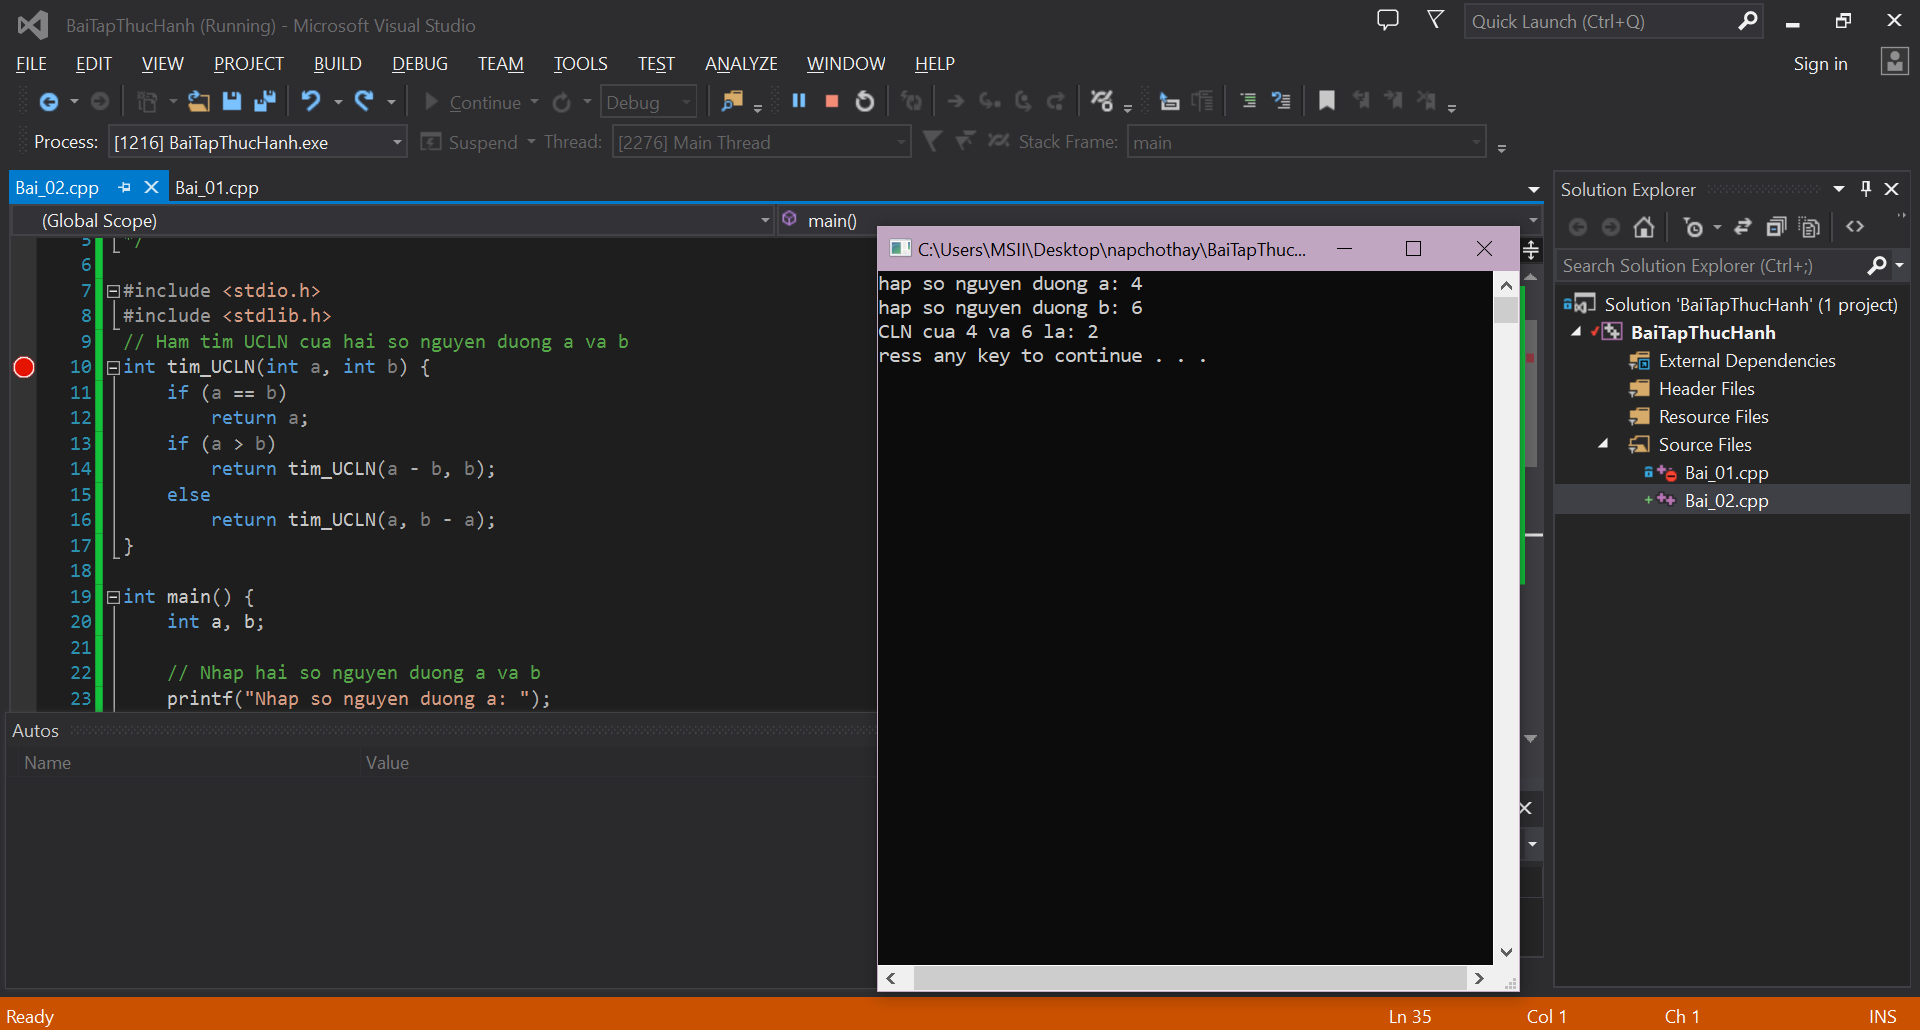 BaiTapThucHanh (Running) - Microsoft Visual Studio
Quick Launch (Ctrl+Q)
FILE EDIT VIEW PROJECT BUILD DEBUG TEAM TOOLS TEST ANALYZE WINDOW HELP
Sign in
Continue Debug
Process: [1216] BaiTapThucHanh.exe Suspend Thread: [2276] Main Thread Stack Frame: main
Bai_02.cpp Bai_01.cpp
(Global Scope) main()
5 */
6
7 #include <stdio.h>
8 #include <stdlib.h>
9 // Ham tim UCLN cua hai so nguyen duong a va b
10 int tim_UCLN(int a, int b) {
11 if (a == b)
12 return a;
13 if (a > b)
14 return tim_UCLN(a - b, b);
15 else
16 return tim_UCLN(a, b - a);
17 }
18
19 int main() {
20 int a, b;
21
22 // Nhap hai so nguyen duong a va b
23 printf("Nhap so nguyen duong a: ");
C:\Users\MSII\Desktop\napchothay\BaiTapThuc...
hap so nguyen duong a: 4
hap so nguyen duong b: 6
CLN cua 4 va 6 la: 2
ress any key to continue . . .
Solution Explorer
Search Solution Explorer (Ctrl+;)
Solution 'BaiTapThucHanh' (1 project)
BaiTapThucHanh
External Dependencies
Header Files
Resource Files
Source Files
Bai_01.cpp
Bai_02.cpp
Autos
Name Value
Ready Ln 35 Col 1 Ch 1 INS